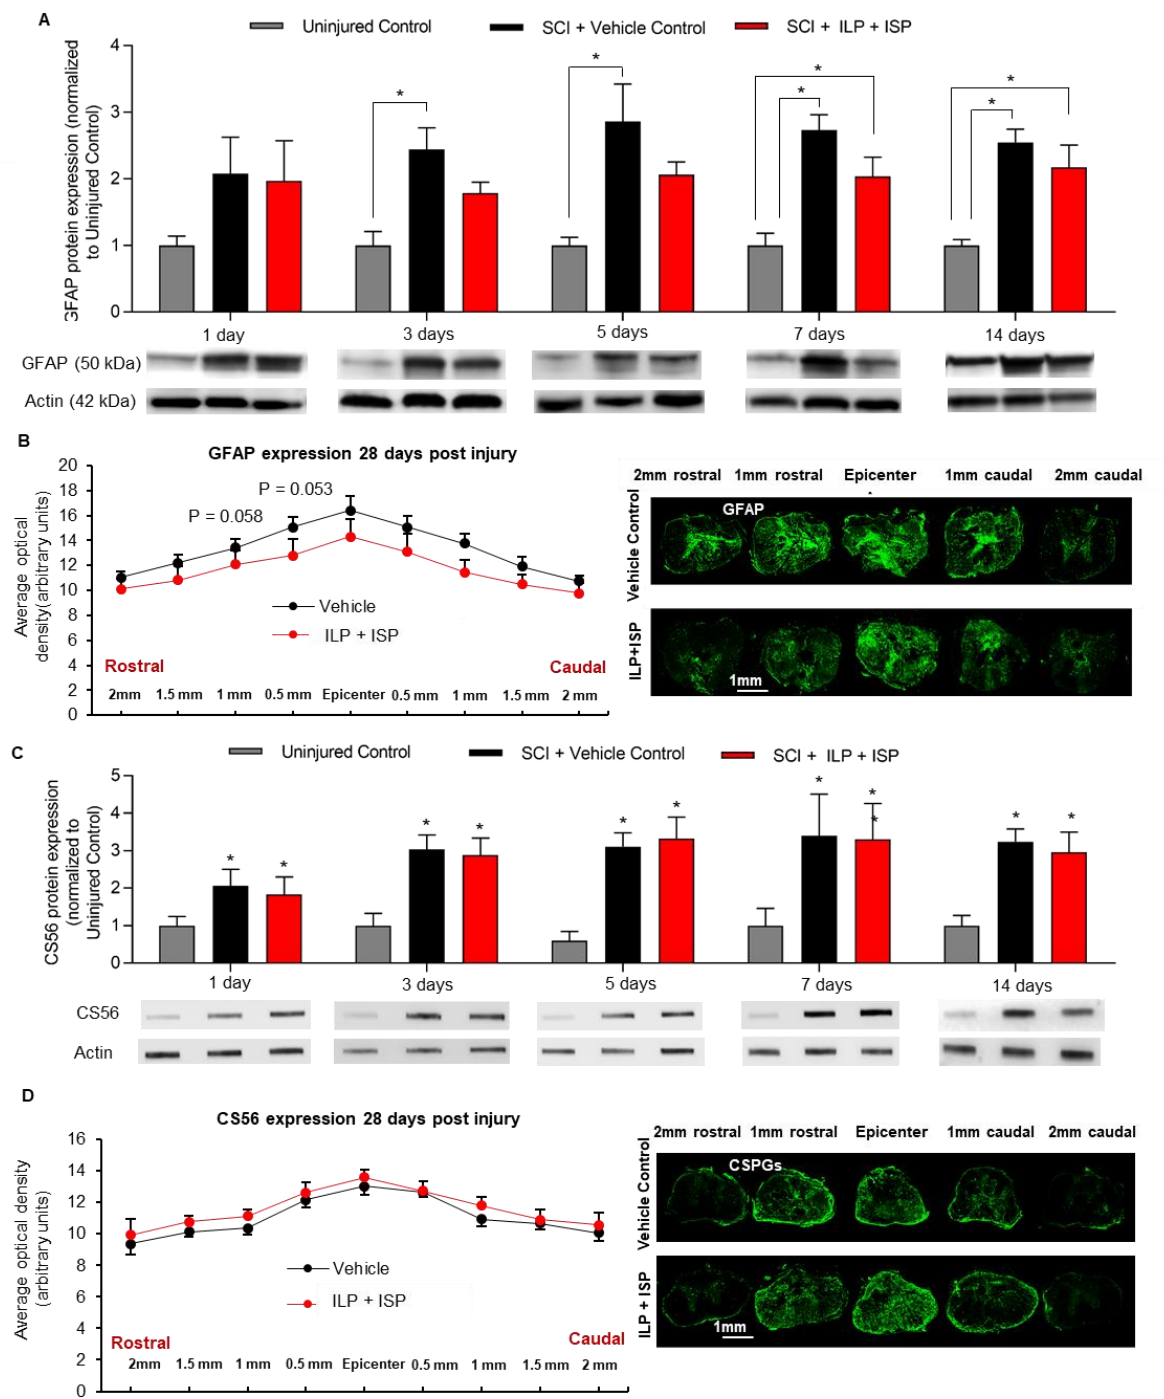 A
Uninjured Control
SCI + Vehicle Control
SCI + ILP + ISP
GFAP protein expression (normalized
to Uninjured Control)
4
3
2
1
0
*
*
*
*
*
*
1 day
3 days
5 days
7 days
14 days
GFAP (50 kDa)
Actin (42 kDa)
B
GFAP expression 28 days post injury
Average optical
density(arbitrary units)
20
18
16
14
12
10
8
6
4
2
0
P = 0.053
P = 0.058
Vehicle
ILP + ISP
Rostral
Caudal
2mm
1.5 mm
1 mm
0.5 mm
Epicenter
0.5 mm
1 mm
1.5 mm
2 mm
2mm rostral
1mm rostral
Epicenter
1mm caudal
2mm caudal
Vehicle Control
GFAP
ILP+ISP
1mm
C
Uninjured Control
SCI + Vehicle Control
SCI + ILP + ISP
CS56 protein expression
(normalized to
Uninjured Control)
5
4
3
2
1
0
*
*
*
*
*
*
*
*
*
*
*
1 day
3 days
5 days
7 days
14 days
CS56
Actin
D
CS56 expression 28 days post injury
Average optical density
(arbitrary units)
16
14
12
10
8
6
4
2
0
Vehicle
ILP + ISP
Rostral
Caudal
2mm
1.5 mm
1 mm
0.5 mm
Epicenter
0.5 mm
1 mm
1.5 mm
2 mm
2mm rostral
1mm rostral
Epicenter
1mm caudal
2mm caudal
Vehicle Control
CSPGs
ILP + ISP
1mm